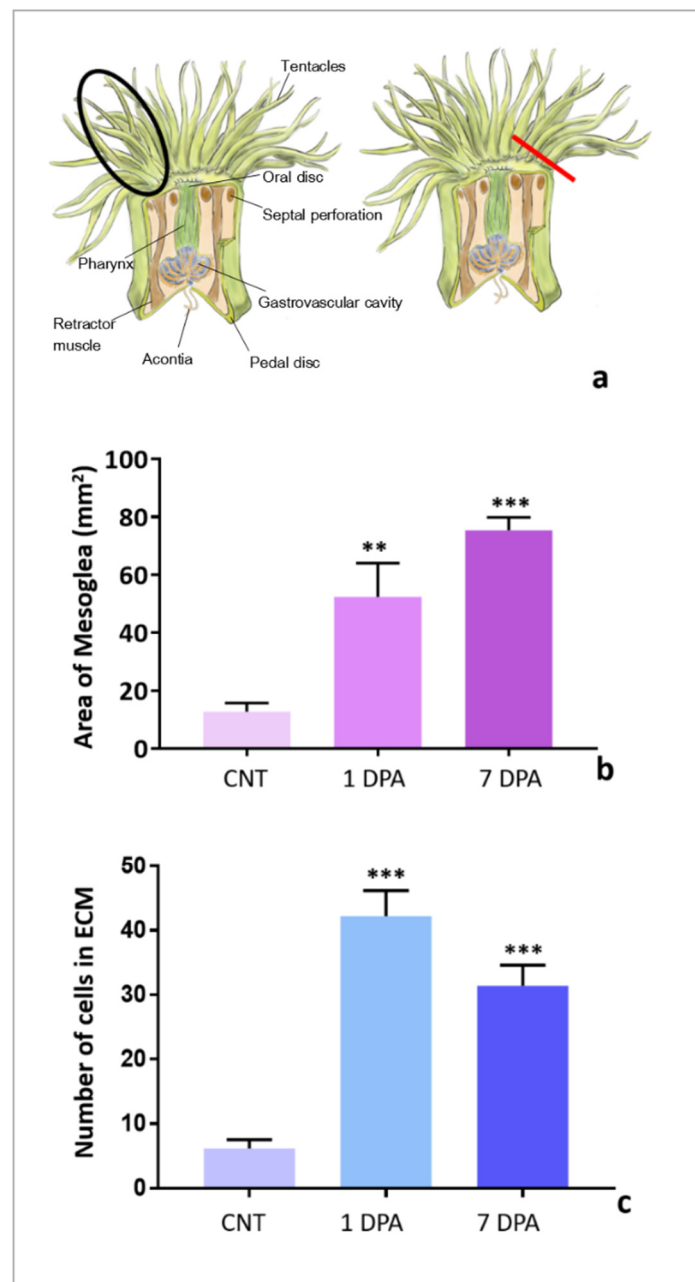 Tentacles
Oral disc
Septal perforation
Pharynx
Gastrovascular cavity
Retractor
muscle
Acontia
Pedal disc
a
Area of Mesoglea (mm²)
100
80
60
40
20
0
**
***
CNT
1 DPA
7 DPA
b
Number of cells in ECM
50
40
30
20
10
0
***
***
CNT
1 DPA
7 DPA
c